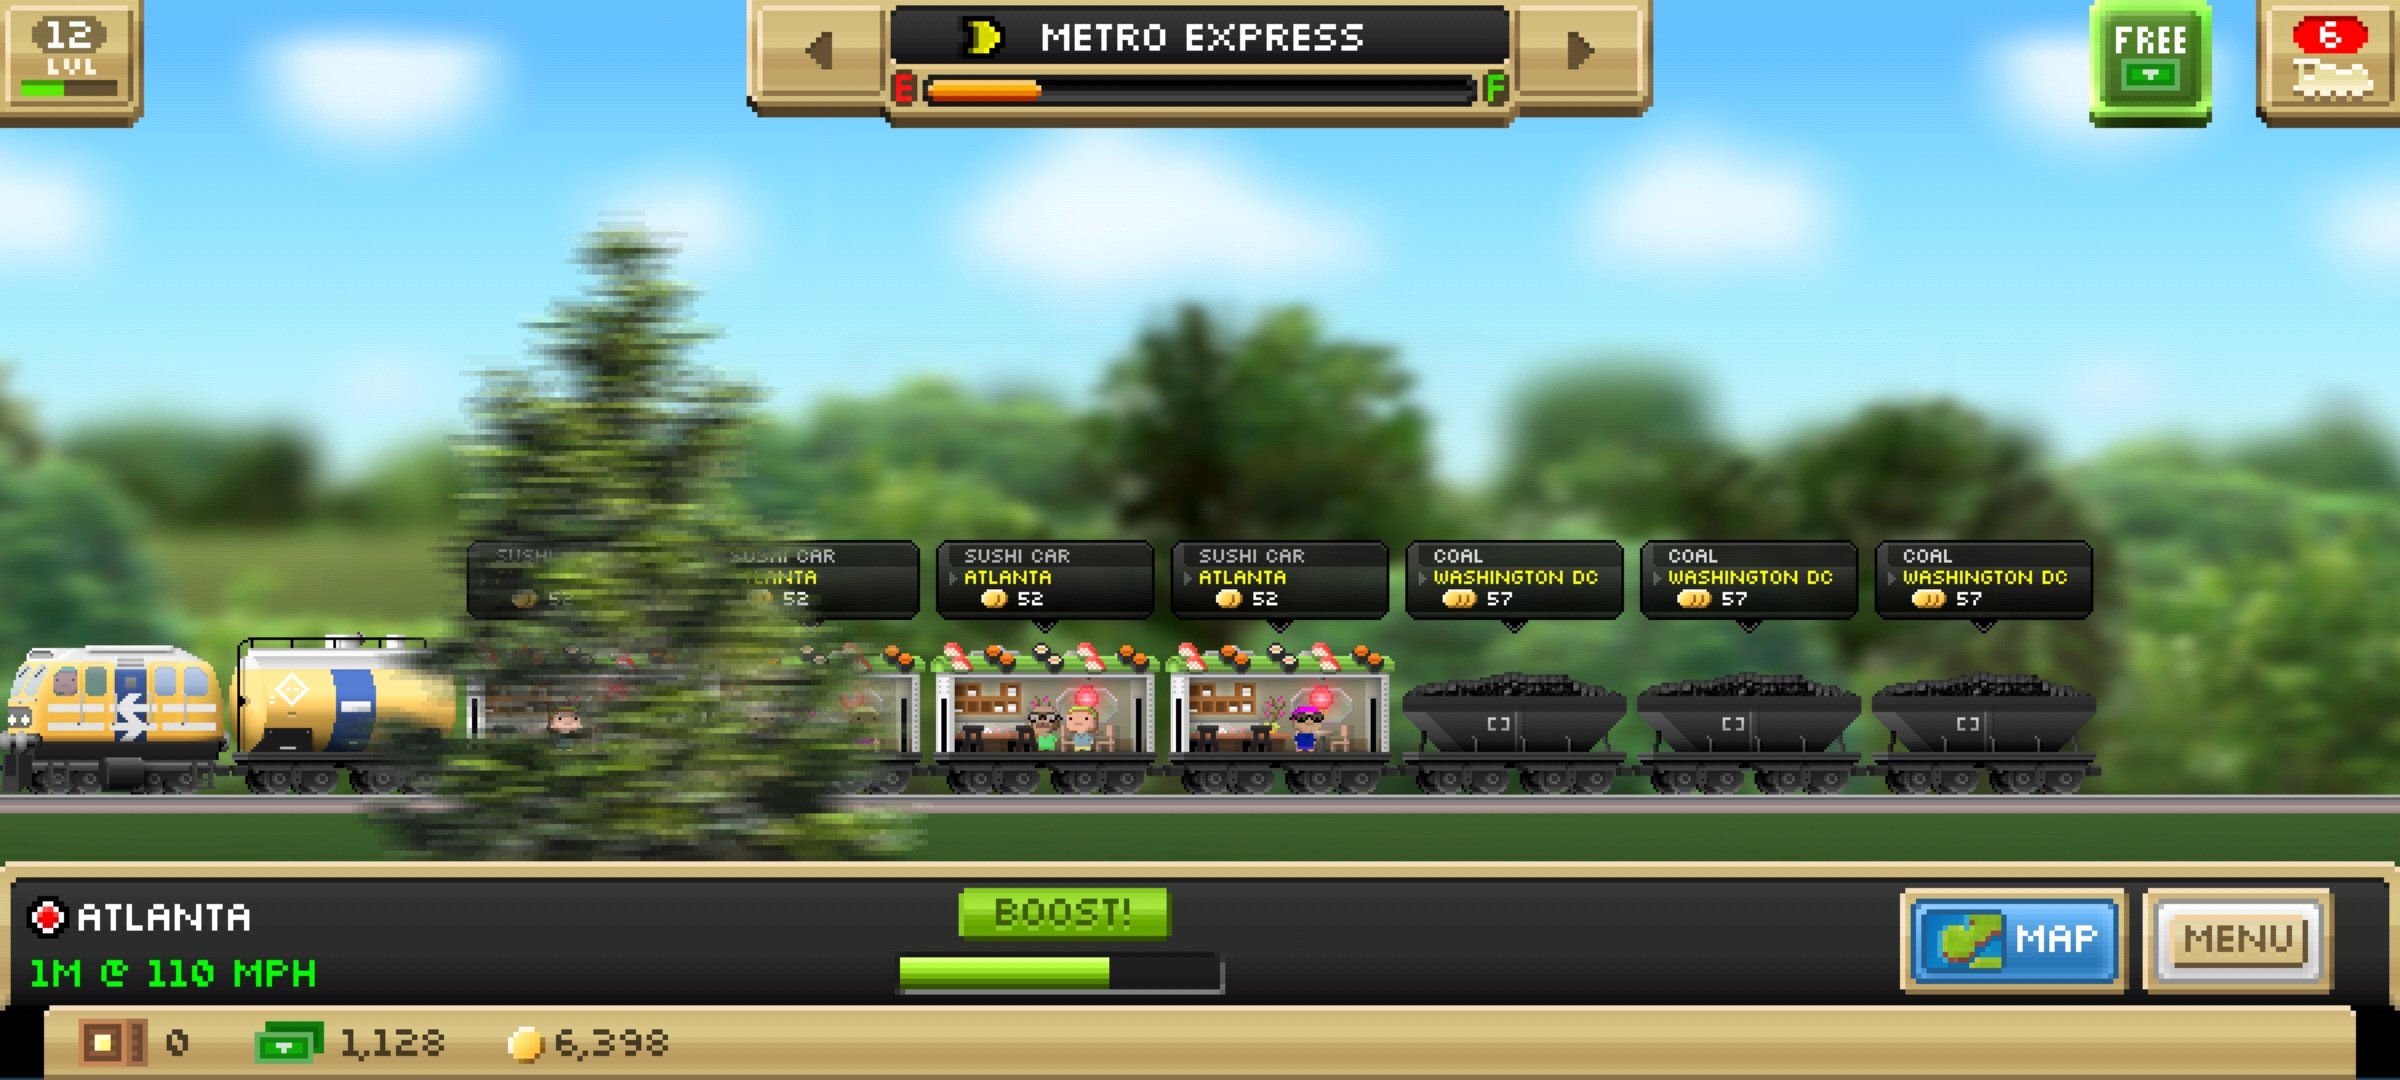 12
LVL
METRO EXPRESS
E
F
FREE
6
SUSHI
52
SUSHI CAR
ATLANTA
52
SUSHI CAR
ATLANTA
52
SUSHI CAR
ATLANTA
52
COAL
WASHINGTON DC
57
COAL
WASHINGTON DC
57
COAL
WASHINGTON DC
57
ATLANTA
1M @ 110 MPH
BOOST!
MAP
MENU
0
1,128
6,398